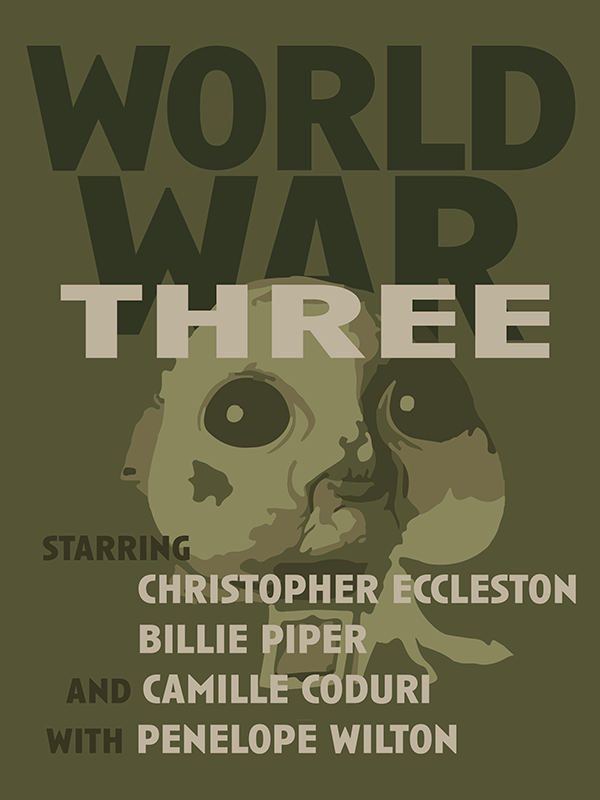 WORLD
WAR
THREE
STARRING
CHRISTOPHER ECCLESTON
BILLIE PIPER
AND CAMILLE CODURI
WITH PENELOPE WILTON